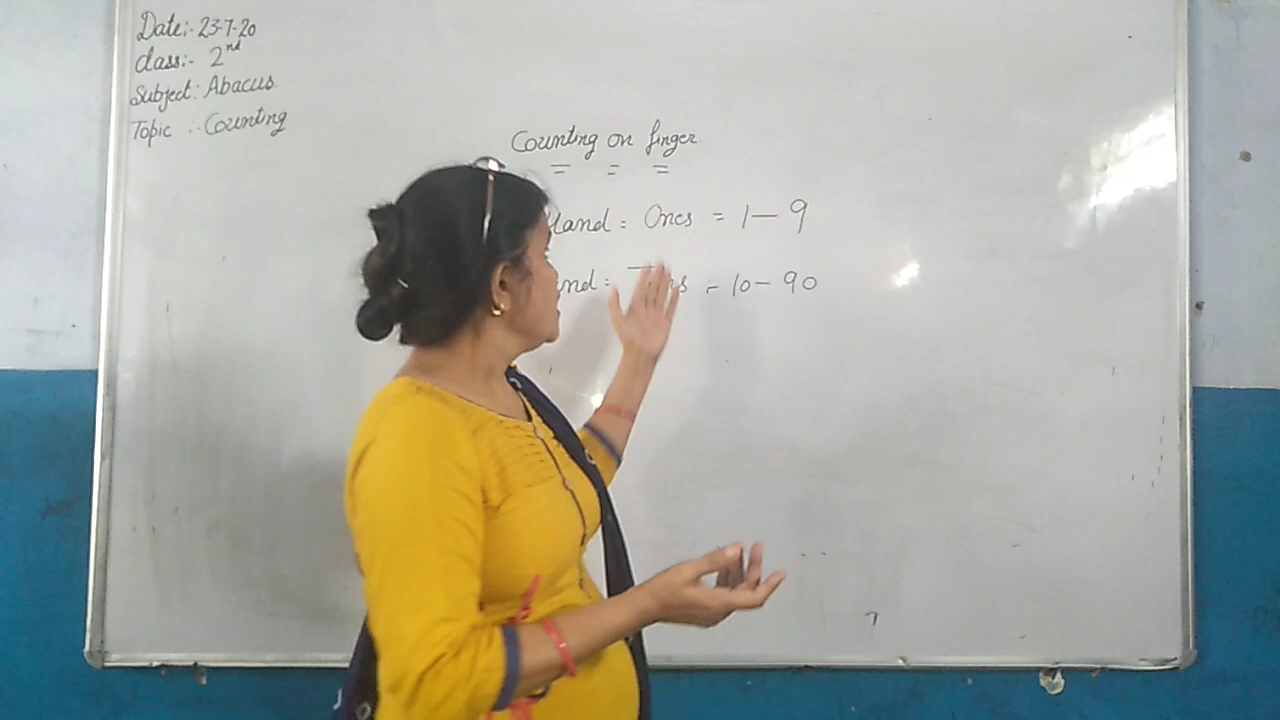 Date:- 23-7-20
Class:- 2nd
Subject: Abacus
Topic :- Counting
Counting on finger
Hand = Ones = 1 — 9
= Tens = 10 — 90